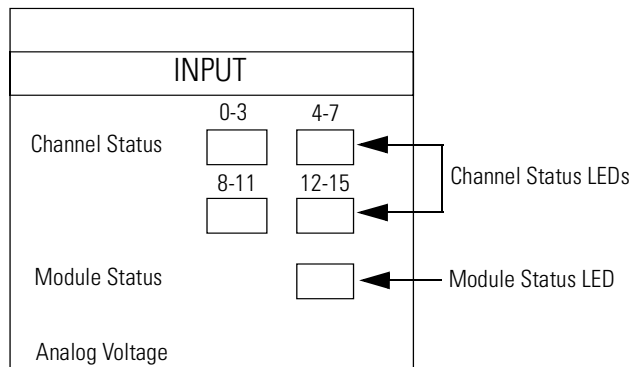 INPUT
0-3 4-7
Channel Status
Channel Status LEDs
8-11 12-15
Module Status
Module Status LED
Analog Voltage